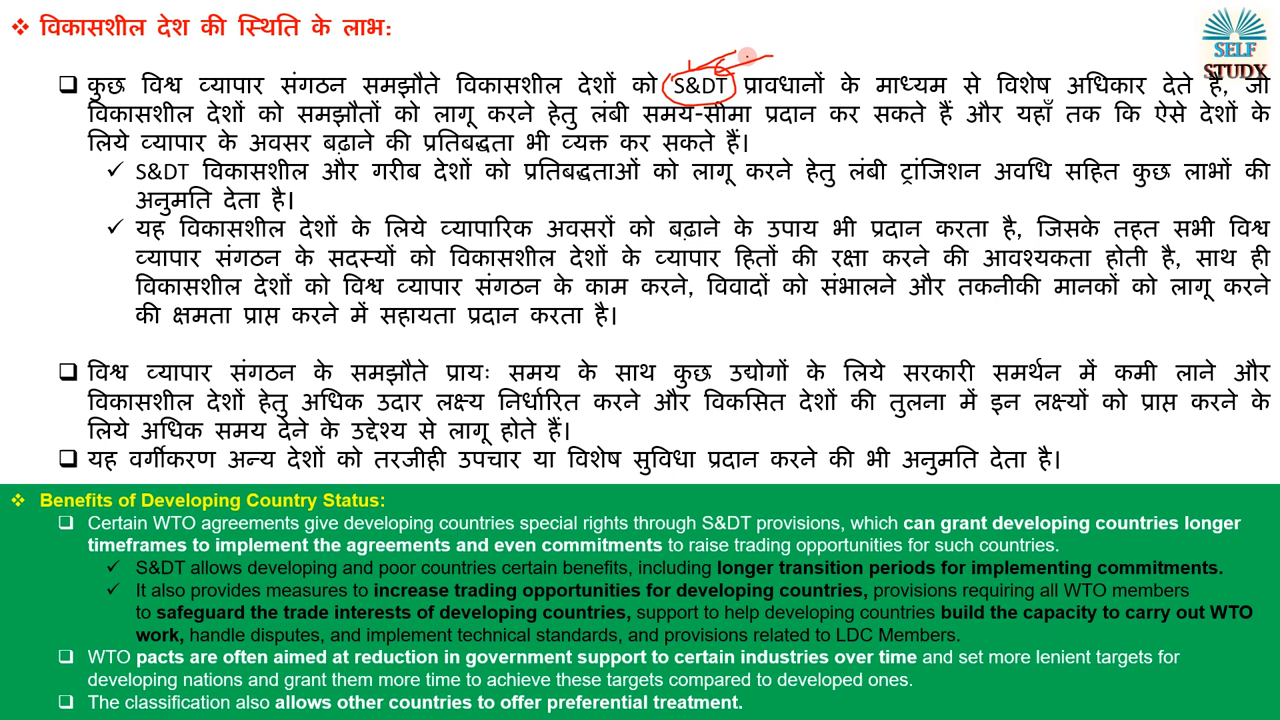 ❖ विकासशील देश की स्थिति के लाभ:
SELF
STUDX
❑ कुछ विश्व व्यापार संगठन समझौते विकासशील देशों को S&DT प्रावधानों के माध्यम से विशेष अधिकार देते हैं, जो
विकासशील देशों को समझौतों को लागू करने हेतु लंबी समय-सीमा प्रदान कर सकते हैं और यहाँ तक कि ऐसे देशों के
लिये व्यापार के अवसर बढ़ाने की प्रतिबद्धता भी व्यक्त कर सकते हैं।
✓ S&DT विकासशील और गरीब देशों को प्रतिबद्धताओं को लागू करने हेतु लंबी ट्रांजिशन अवधि सहित कुछ लाभों की
अनुमति देता है।
✓ यह विकासशील देशों के लिये व्यापारिक अवसरों को बढ़ाने के उपाय भी प्रदान करता है, जिसके तहत सभी विश्व
व्यापार संगठन के सदस्यों को विकासशील देशों के व्यापार हितों की रक्षा करने की आवश्यकता होती है, साथ ही
विकासशील देशों को विश्व व्यापार संगठन के काम करने, विवादों को संभालने और तकनीकी मानकों को लागू करने
की क्षमता प्राप्त करने में सहायता प्रदान करता है।
❑ विश्व व्यापार संगठन के समझौते प्रायः समय के साथ कुछ उद्योगों के लिये सरकारी समर्थन में कमी लाने और
विकासशील देशों हेतु अधिक उदार लक्ष्य निर्धारित करने और विकसित देशों की तुलना में इन लक्ष्यों को प्राप्त करने के
लिये अधिक समय देने के उद्देश्य से लागू होते हैं।
❑ यह वर्गीकरण अन्य देशों को तरजीही उपचार या विशेष सुविधा प्रदान करने की भी अनुमति देता है।
❖ Benefits of Developing Country Status:
❑ Certain WTO agreements give developing countries special rights through S&DT provisions, which can grant developing countries longer
timeframes to implement the agreements and even commitments to raise trading opportunities for such countries.
✓ S&DT allows developing and poor countries certain benefits, including longer transition periods for implementing commitments.
✓ It also provides measures to increase trading opportunities for developing countries, provisions requiring all WTO members
to safeguard the trade interests of developing countries, support to help developing countries build the capacity to carry out WTO
work, handle disputes, and implement technical standards, and provisions related to LDC Members.
❑ WTO pacts are often aimed at reduction in government support to certain industries over time and set more lenient targets for
developing nations and grant them more time to achieve these targets compared to developed ones.
❑ The classification also allows other countries to offer preferential treatment.